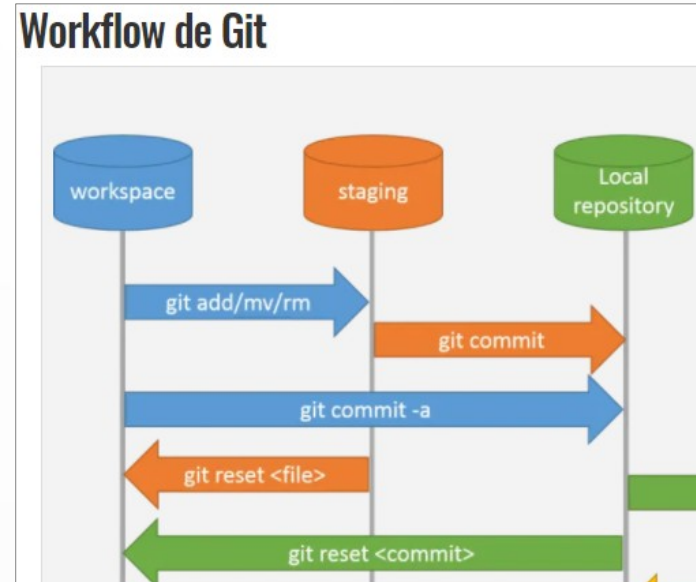 Workflow de Git
workspace
staging
Local
repository
git add/mv/rm
git commit
git commit -a
git reset <file>
git reset <commit>